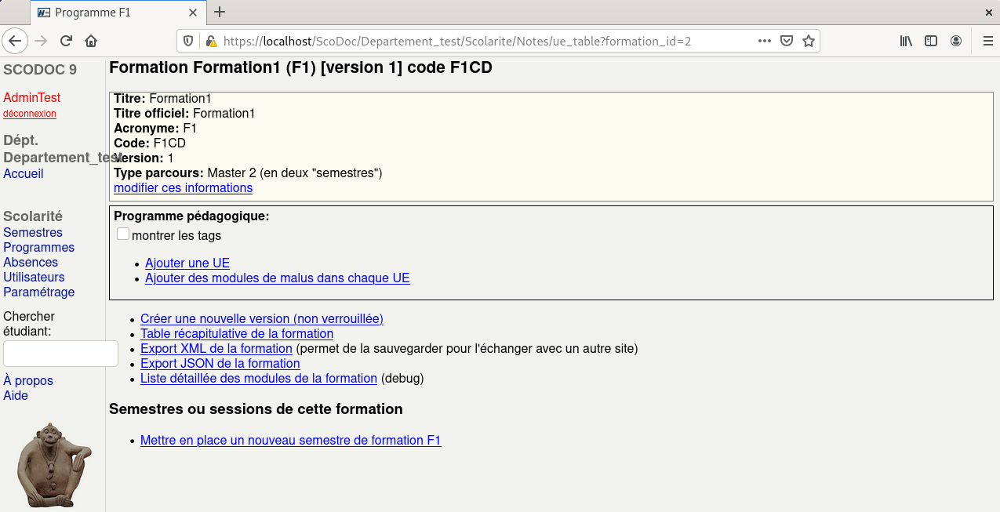 Programme F1
https://localhost/ScoDoc/Departement_test/Scolarite/Notes/ue_table?formation_id=2
SCODOC 9
AdminTest
déconnexion
Dépt.
Departement_test
Accueil
Scolarité
Semestres
Programmes
Absences
Utilisateurs
Paramétrage
Chercher
étudiant:
À propos
Aide
Formation Formation1 (F1) [version 1] code F1CD
Titre: Formation1
Titre officiel: Formation1
Acronyme: F1
Code: F1CD
Version: 1
Type parcours: Master 2 (en deux "semestres")
modifier ces informations
Programme pédagogique:
montrer les tags
• Ajouter une UE
• Ajouter des modules de malus dans chaque UE
• Créer une nouvelle version (non verrouillée)
• Table récapitulative de la formation
• Export XML de la formation (permet de la sauvegarder pour l'échanger avec un autre site)
• Export JSON de la formation
• Liste détaillée des modules de la formation (debug)
Semestres ou sessions de cette formation
• Mettre en place un nouveau semestre de formation F1